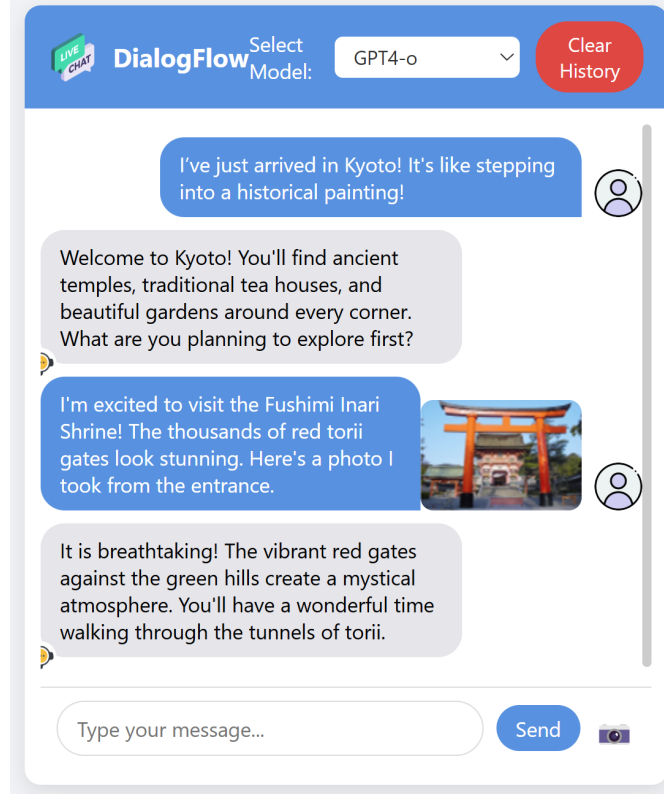 LIVE
CHAT
DialogFlow
Select
Model:
GPT4-o
Clear
History
I’ve just arrived in Kyoto! It's like stepping
into a historical painting!
Welcome to Kyoto! You'll find ancient
temples, traditional tea houses, and
beautiful gardens around every corner.
What are you planning to explore first?
I'm excited to visit the Fushimi Inari
Shrine! The thousands of red torii
gates look stunning. Here's a photo I
took from the entrance.
It is breathtaking! The vibrant red gates
against the green hills create a mystical
atmosphere. You'll have a wonderful time
walking through the tunnels of torii.
Type your message...
Send